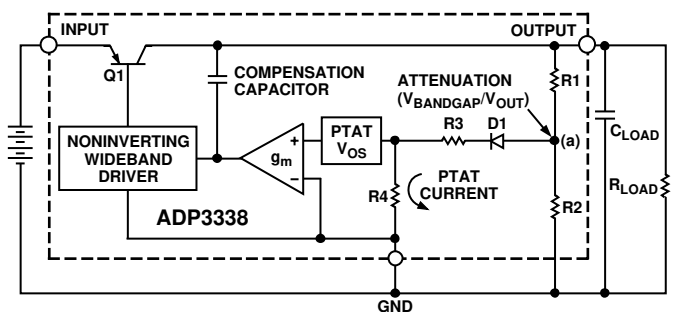 INPUT
OUTPUT
Q1
COMPENSATION
CAPACITOR
ATTENUATION
(VBANDGAP/VOUT)
R1
NONINVERTING
WIDEBAND
DRIVER
gm
+
−
PTAT
VOS
R3
D1
(a)
CLOAD
RLOAD
R4
PTAT
CURRENT
R2
ADP3338
GND